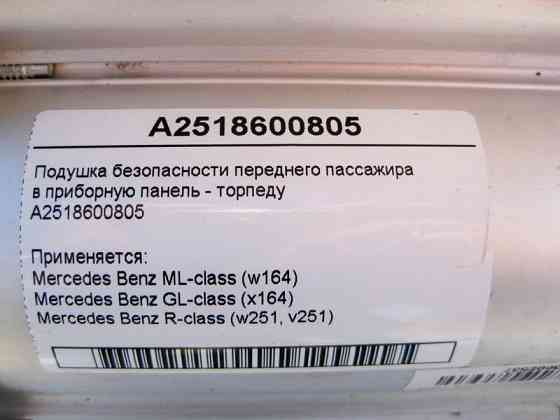 A2518600805
Подушка безопасности переднего пассажира
в приборную панель - торпеду
A2518600805
Применяется:
Mercedes Benz ML-class (w164)
Mercedes Benz GL-class (x164)
Mercedes Benz R-class (w251, v251)